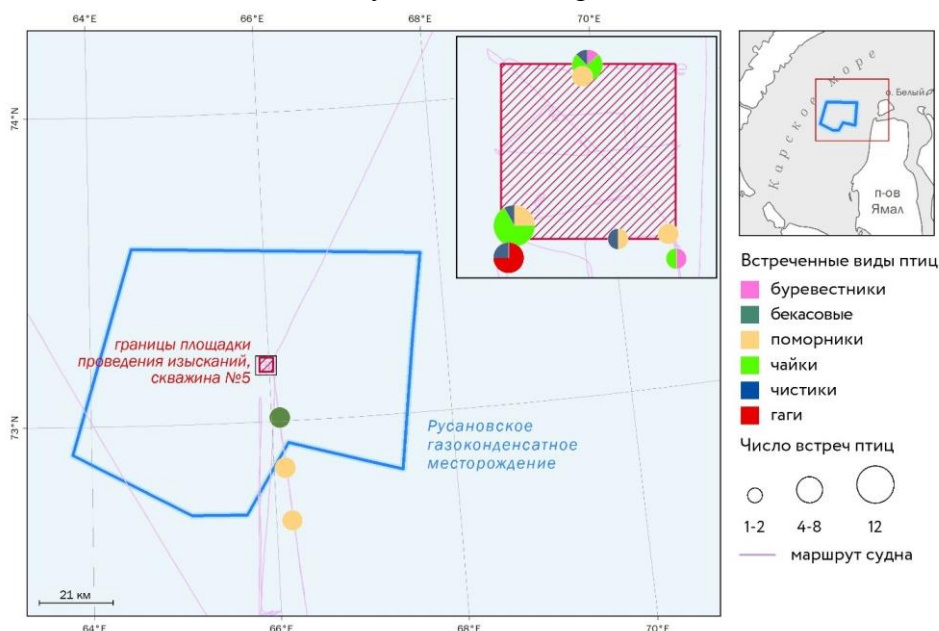 64°E
66°E
68°E
70°E
74°N
73°N
границы площадки
проведения изысканий,
скважина №5
Русановское
газоконденсатное
месторождение
21 км
64°E
66°E
68°E
70°E
Карское море
о. Белый
п-ов
Ямал
Встреченные виды птиц
буревестники
бекасовые
поморники
чайки
чистики
гаги
Число встреч птиц
1-2
4-8
12
маршрут судна